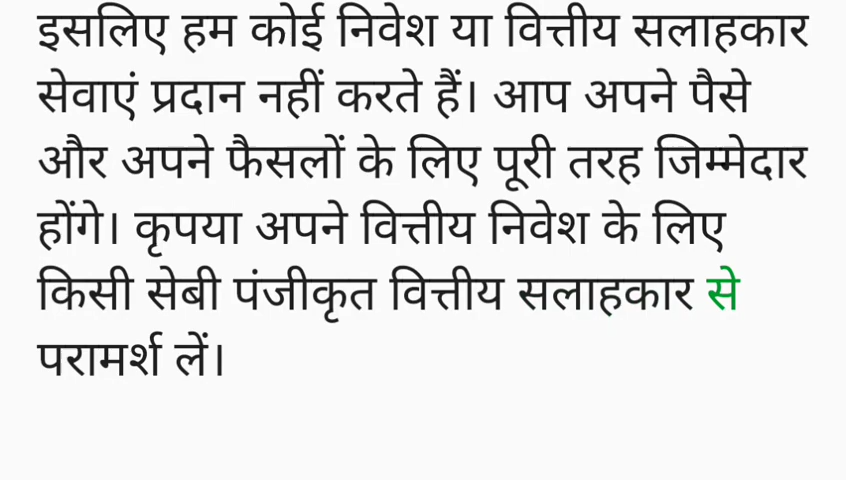 इसलिए हम कोई निवेश या वित्तीय सलाहकार
सेवाएं प्रदान नहीं करते हैं। आप अपने पैसे
और अपने फैसलों के लिए पूरी तरह जिम्मेदार
होंगे। कृपया अपने वित्तीय निवेश के लिए
किसी सेबी पंजीकृत वित्तीय सलाहकार से
परामर्श लें।